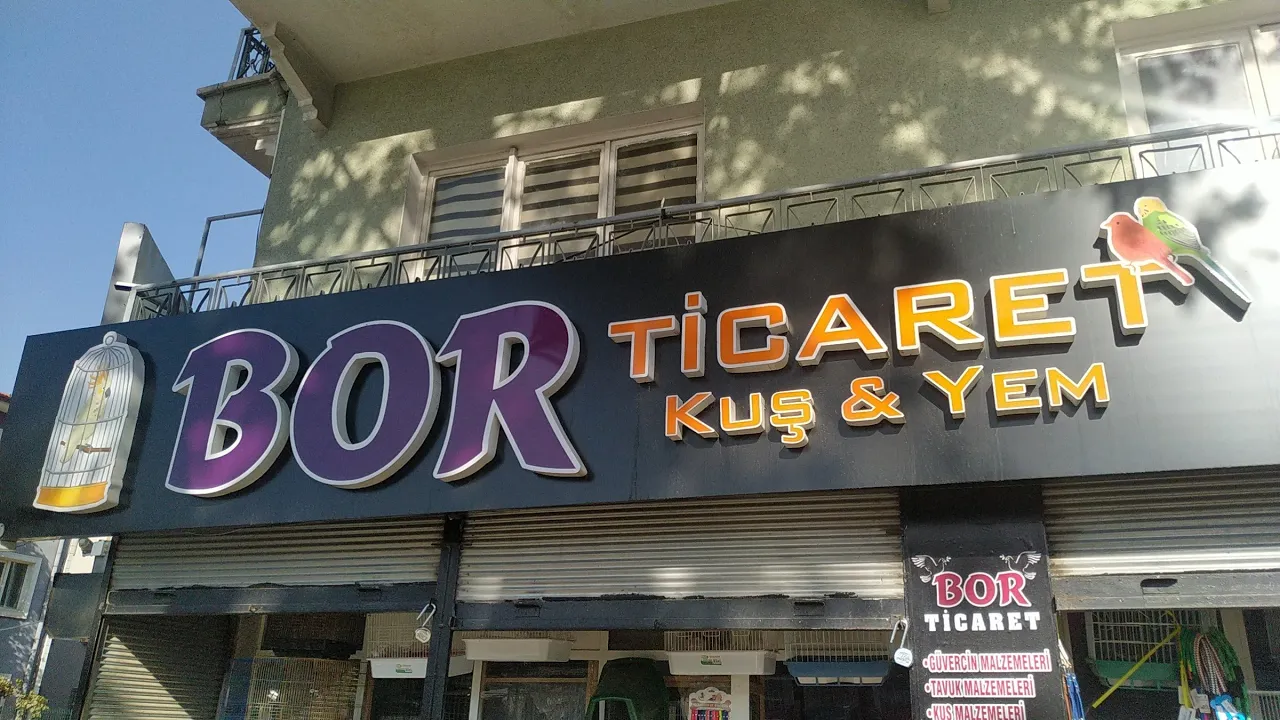 BOR TİCARET
KUŞ & YEM
BOR
TİCARET
• GÜVERCİN MALZEMELERİ
• TAVUK MALZEMELERİ
• KUŞ MALZEMELERİ